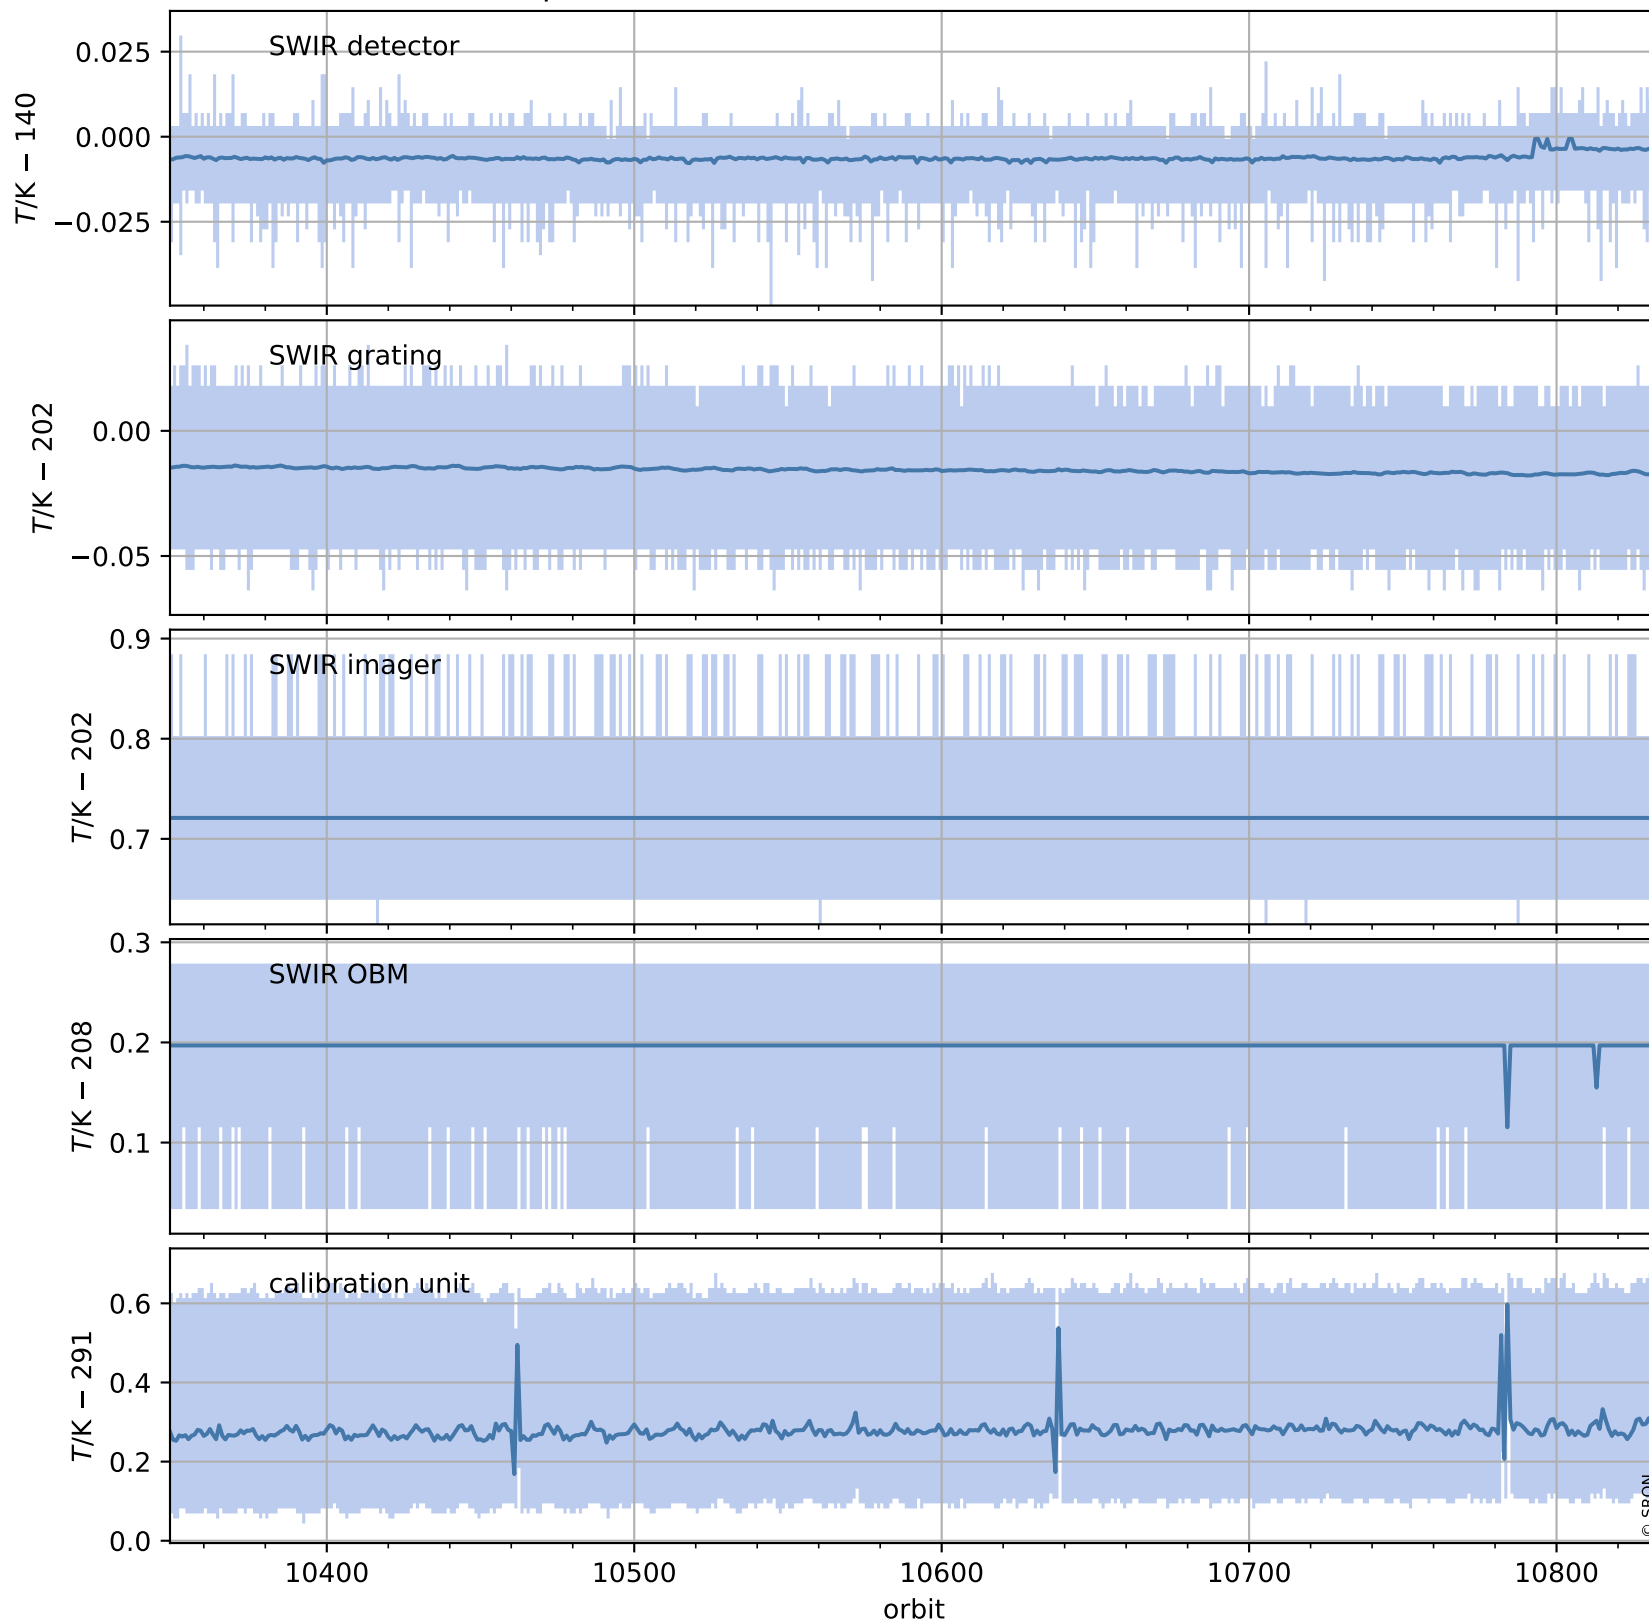 SWIR detector
T/K − 140
0.025
0.000
−0.025
SWIR grating
T/K − 202
0.00
−0.05
SWIR imager
T/K − 202
0.9
0.8
0.7
SWIR OBM
T/K − 208
0.3
0.2
0.1
calibration unit
T/K − 291
0.6
0.4
0.2
0.0
10400 10500 10600 10700 10800
orbit
© SRON